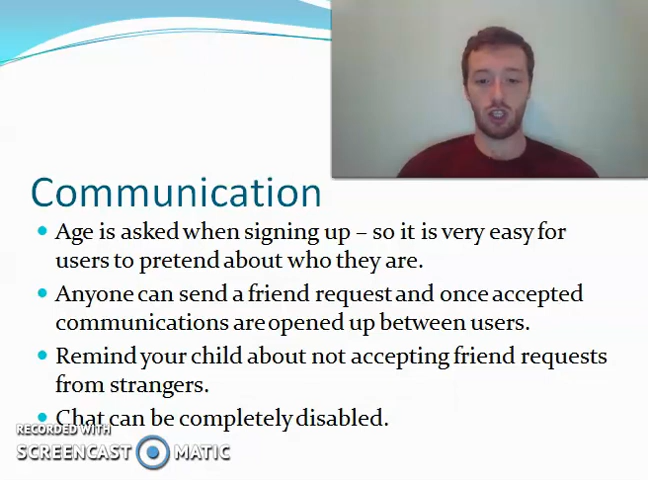 Communication
Age is asked when signing up – so it is very easy for
users to pretend about who they are.
Anyone can send a friend request and once accepted
communications are opened up between users.
Remind your child about not accepting friend requests
from strangers.
Chat can be completely disabled.
RECORDED WITH
SCREENCAST MATIC